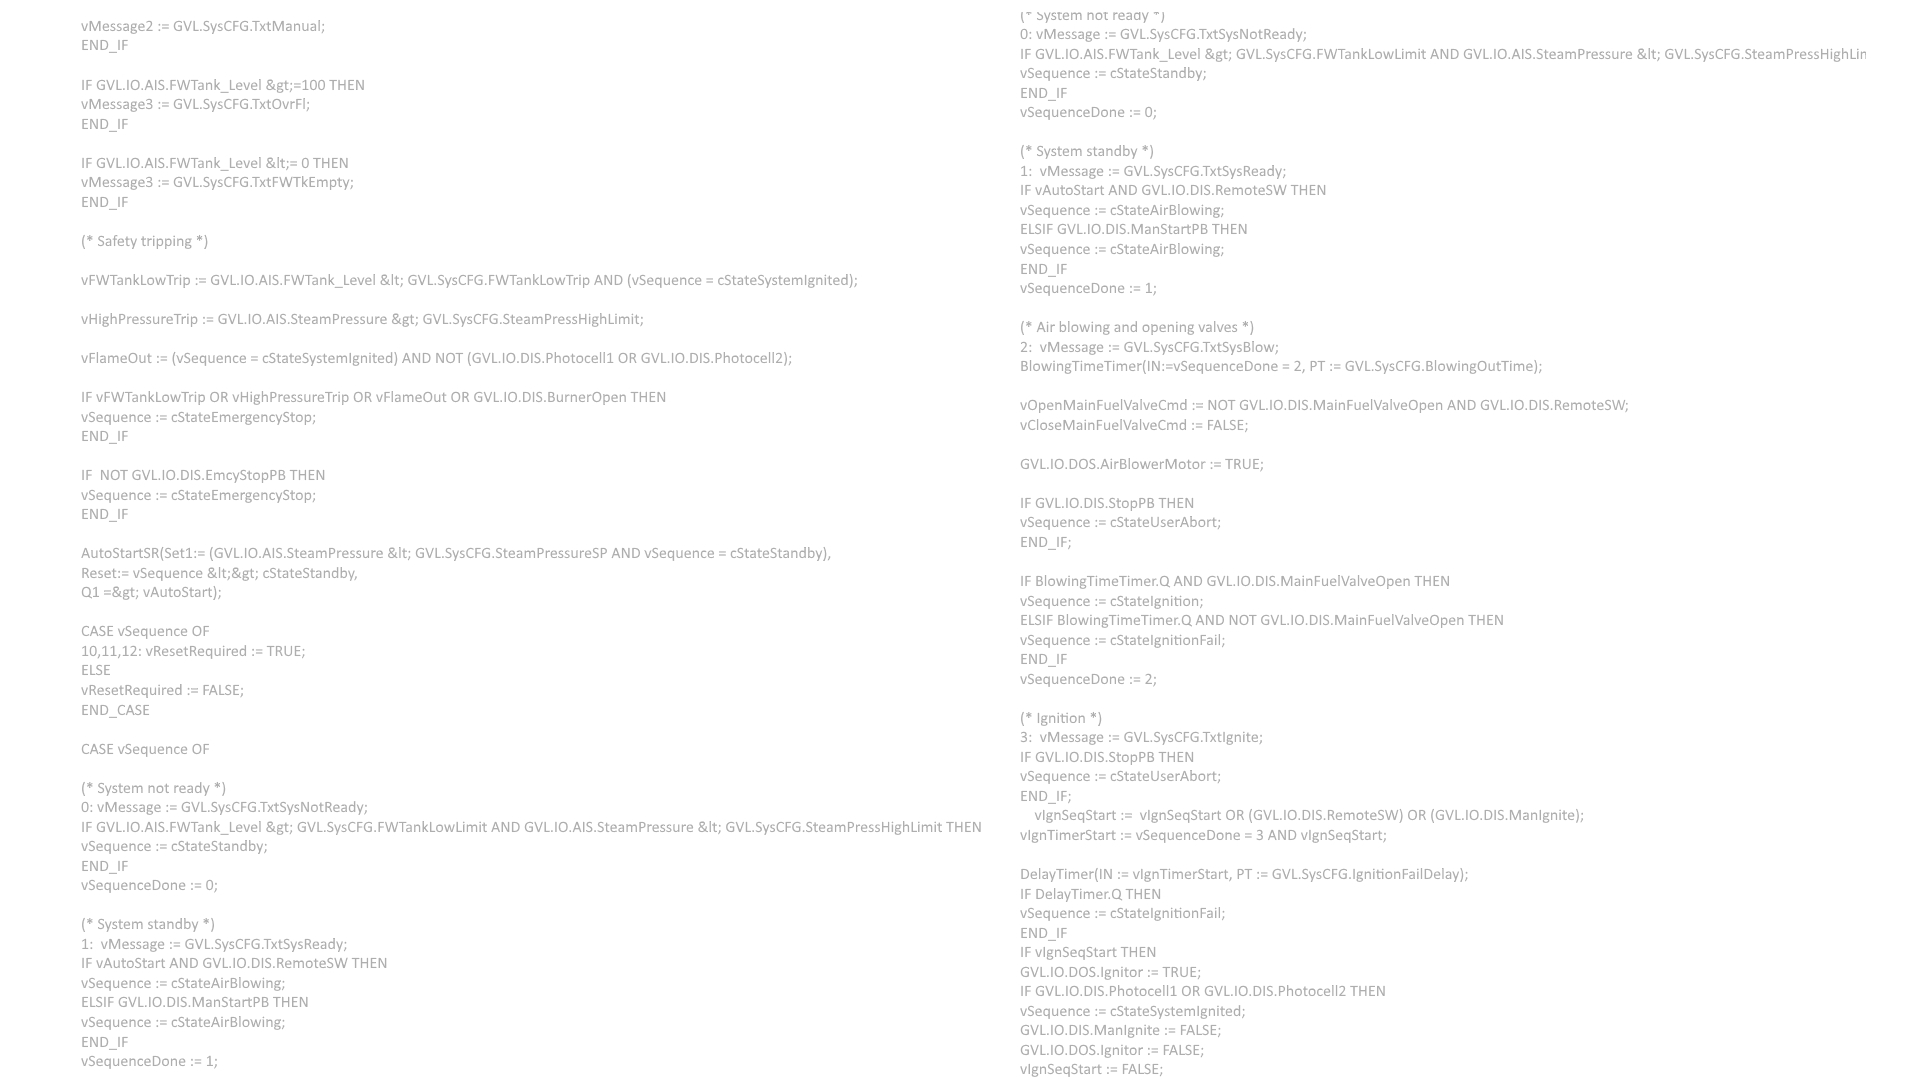 vMessage2 := GVL.SysCFG.TxtManual;
END_IF
IF GVL.IO.AIS.FWTank_Level &gt;=100 THEN
vMessage3 := GVL.SysCFG.TxtOvrFl;
END_IF
IF GVL.IO.AIS.FWTank_Level &lt;= 0 THEN
vMessage3 := GVL.SysCFG.TxtFWTkEmpty;
END_IF
(* Safety tripping *)
vFWTankLowTrip := GVL.IO.AIS.FWTank_Level &lt; GVL.SysCFG.FWTankLowTrip AND (vSequence = cStateSystemIgnited);
vHighPressureTrip := GVL.IO.AIS.SteamPressure &gt; GVL.SysCFG.SteamPressHighLimit;
vFlameOut := (vSequence = cStateSystemIgnited) AND NOT (GVL.IO.DIS.Photocell1 OR GVL.IO.DIS.Photocell2);
IF vFWTankLowTrip OR vHighPressureTrip OR vFlameOut OR GVL.IO.DIS.BurnerOpen THEN
vSequence := cStateEmergencyStop;
END_IF
IF  NOT GVL.IO.DIS.EmcyStopPB THEN
vSequence := cStateEmergencyStop;
END_IF
AutoStartSR(Set1:= (GVL.IO.AIS.SteamPressure &lt; GVL.SysCFG.SteamPressureSP AND vSequence = cStateStandby),
Reset:= vSequence &lt;&gt; cStateStandby,
Q1 =&gt; vAutoStart);
CASE vSequence OF
10,11,12: vResetRequired := TRUE;
ELSE
vResetRequired := FALSE;
END_CASE
CASE vSequence OF
(* System not ready *)
0: vMessage := GVL.SysCFG.TxtSysNotReady;
IF GVL.IO.AIS.FWTank_Level &gt; GVL.SysCFG.FWTankLowLimit AND GVL.IO.AIS.SteamPressure &lt; GVL.SysCFG.SteamPressHighLimit THEN
vSequence := cStateStandby;
END_IF
vSequenceDone := 0;
(* System standby *)
1:  vMessage := GVL.SysCFG.TxtSysReady;
IF vAutoStart AND GVL.IO.DIS.RemoteSW THEN
vSequence := cStateAirBlowing;
ELSIF GVL.IO.DIS.ManStartPB THEN
vSequence := cStateAirBlowing;
END_IF
vSequenceDone := 1;
(* System not ready *)
0: vMessage := GVL.SysCFG.TxtSysNotReady;
IF GVL.IO.AIS.FWTank_Level &gt; GVL.SysCFG.FWTankLowLimit AND GVL.IO.AIS.SteamPressure &lt; GVL.SysCFG.SteamPressHighLin
vSequence := cStateStandby;
END_IF
vSequenceDone := 0;
(* System standby *)
1:  vMessage := GVL.SysCFG.TxtSysReady;
IF vAutoStart AND GVL.IO.DIS.RemoteSW THEN
vSequence := cStateAirBlowing;
ELSIF GVL.IO.DIS.ManStartPB THEN
vSequence := cStateAirBlowing;
END_IF
vSequenceDone := 1;
(* Air blowing and opening valves *)
2:  vMessage := GVL.SysCFG.TxtSysBlow;
BlowingTimeTimer(IN:=vSequenceDone = 2, PT := GVL.SysCFG.BlowingOutTime);
vOpenMainFuelValveCmd := NOT GVL.IO.DIS.MainFuelValveOpen AND GVL.IO.DIS.RemoteSW;
vCloseMainFuelValveCmd := FALSE;
GVL.IO.DOS.AirBlowerMotor := TRUE;
IF GVL.IO.DIS.StopPB THEN
vSequence := cStateUserAbort;
END_IF;
IF BlowingTimeTimer.Q AND GVL.IO.DIS.MainFuelValveOpen THEN
vSequence := cStateIgnition;
ELSIF BlowingTimeTimer.Q AND NOT GVL.IO.DIS.MainFuelValveOpen THEN
vSequence := cStateIgnitionFail;
END_IF
vSequenceDone := 2;
(* Ignition *)
3:  vMessage := GVL.SysCFG.TxtIgnite;
IF GVL.IO.DIS.StopPB THEN
vSequence := cStateUserAbort;
END_IF;
vIgnSeqStart :=  vIgnSeqStart OR (GVL.IO.DIS.RemoteSW) OR (GVL.IO.DIS.ManIgnite);
vIgnTimerStart := vSequenceDone = 3 AND vIgnSeqStart;
DelayTimer(IN := vIgnTimerStart, PT := GVL.SysCFG.IgnitionFailDelay);
IF DelayTimer.Q THEN
vSequence := cStateIgnitionFail;
END_IF
IF vIgnSeqStart THEN
GVL.IO.DOS.Ignitor := TRUE;
IF GVL.IO.DIS.Photocell1 OR GVL.IO.DIS.Photocell2 THEN
vSequence := cStateSystemIgnited;
GVL.IO.DIS.ManIgnite := FALSE;
GVL.IO.DOS.Ignitor := FALSE;
vIgnSeqStart := FALSE;